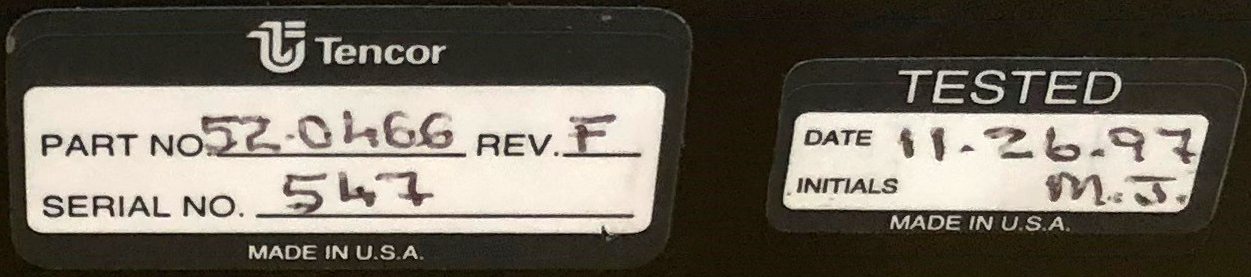 Tencor
PART NO. 52-0466 REV. F
SERIAL NO. 547
MADE IN U.S.A.
TESTED
DATE 11.26.97
INITIALS M.J.
MADE IN U.S.A.